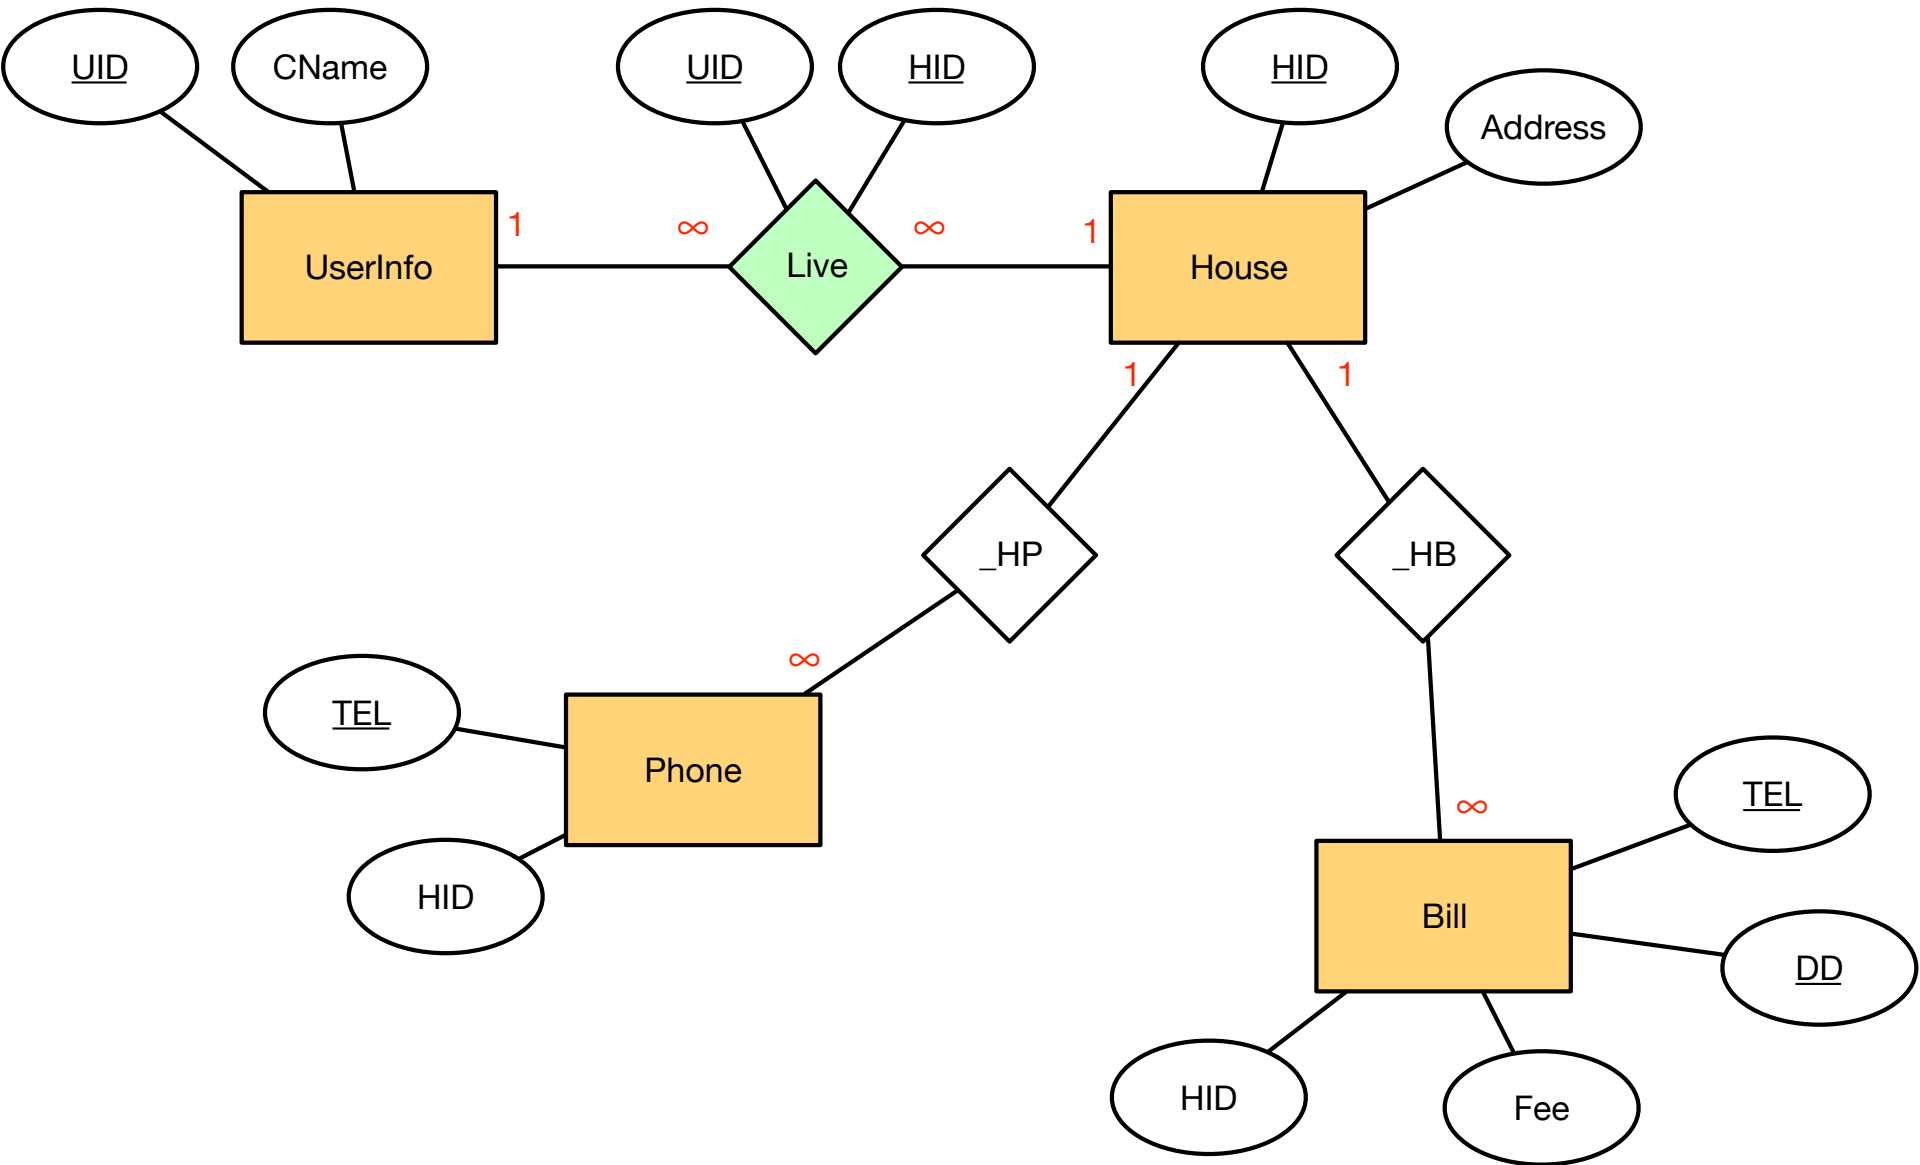 UID
CName
UID
HID
HID
Address
UserInfo
1
∞
Live
∞
1
House
1
1
_HP
_HB
∞
TEL
Phone
HID
∞
TEL
Bill
DD
HID
Fee